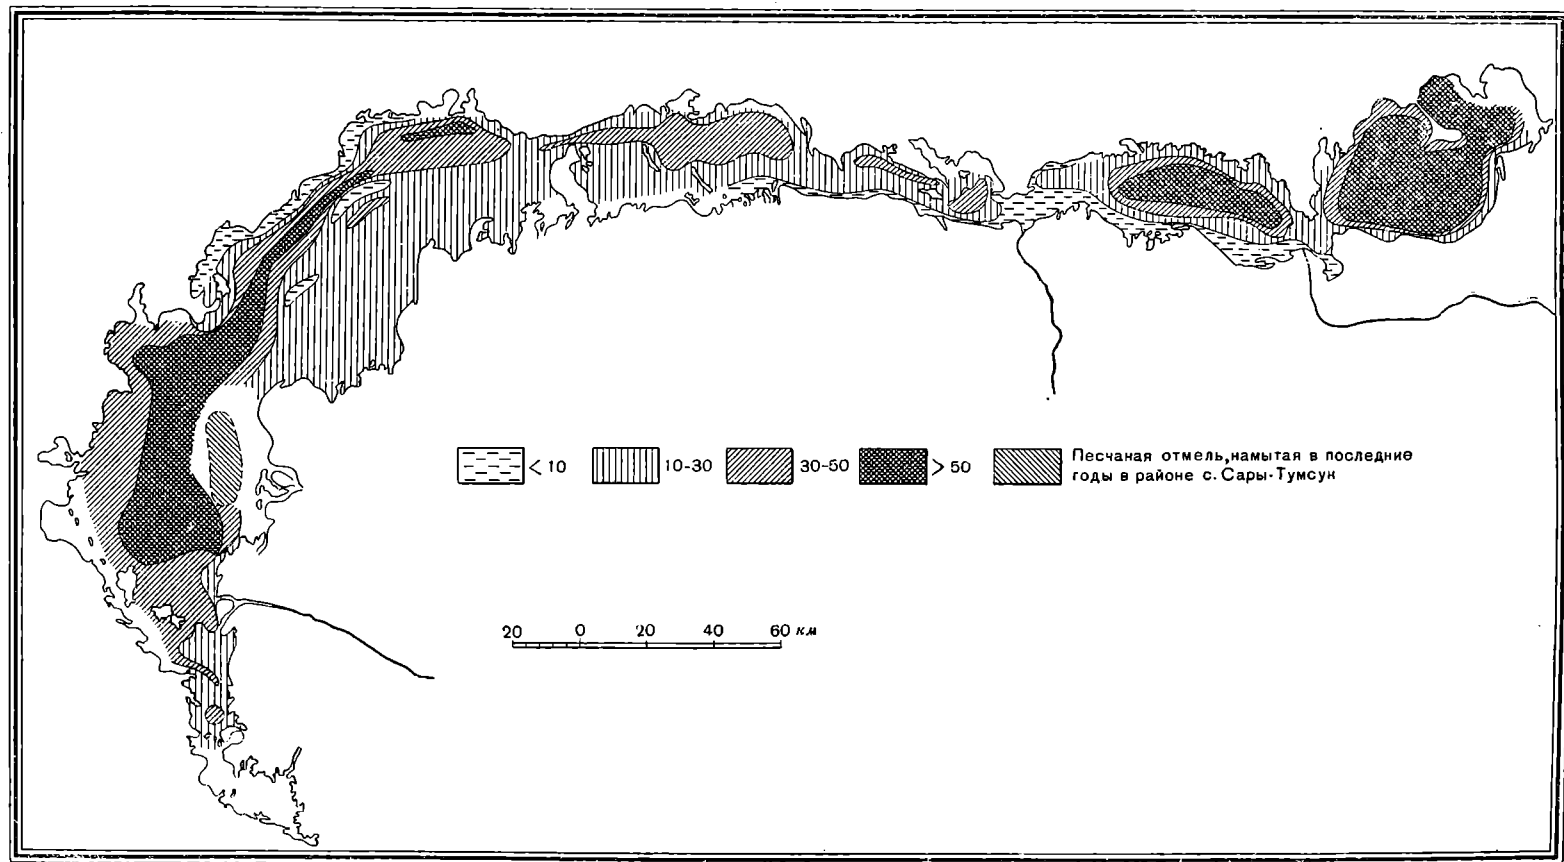 < 10
10-30
30-50
> 50
Песчаная отмель, намытая в последние
годы в районе с. Сары-Тумсук
20 0 20 40 60 км